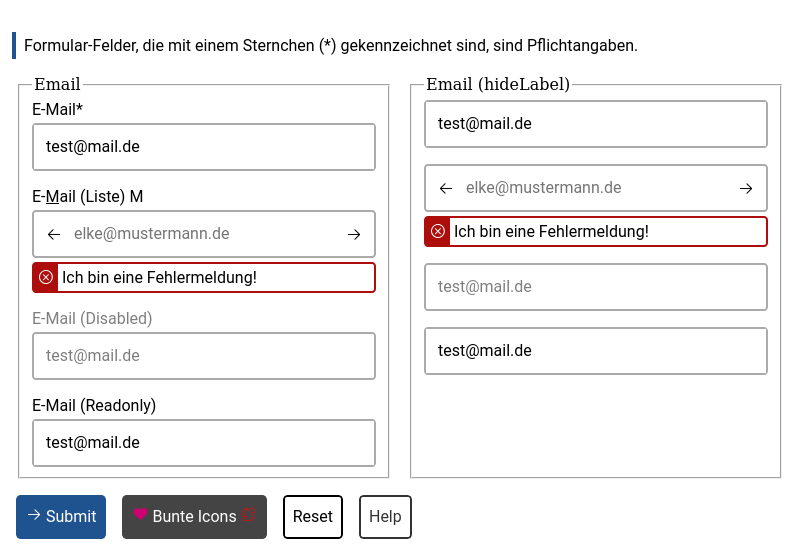 Formular-Felder, die mit einem Sternchen (*) gekennzeichnet sind, sind Pflichtangaben.
Email
E-Mail*
test@mail.de
E-Mail (Liste) M
elke@mustermann.de
Ich bin eine Fehlermeldung!
E-Mail (Disabled)
test@mail.de
E-Mail (Readonly)
test@mail.de
Email (hideLabel)
test@mail.de
elke@mustermann.de
Ich bin eine Fehlermeldung!
test@mail.de
test@mail.de
Submit
Bunte Icons
Reset
Help